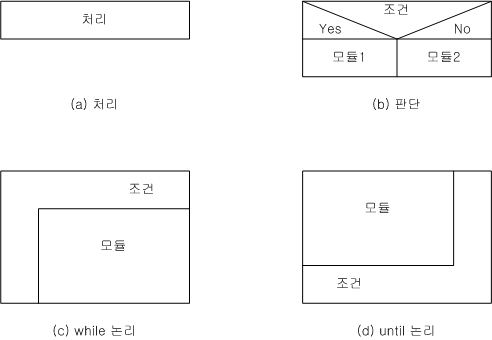 처리
(a) 처리
조건
Yes
No
모듈1
모듈2
(b) 판단
조건
모듈
(c) while 논리
모듈
조건
(d) until 논리